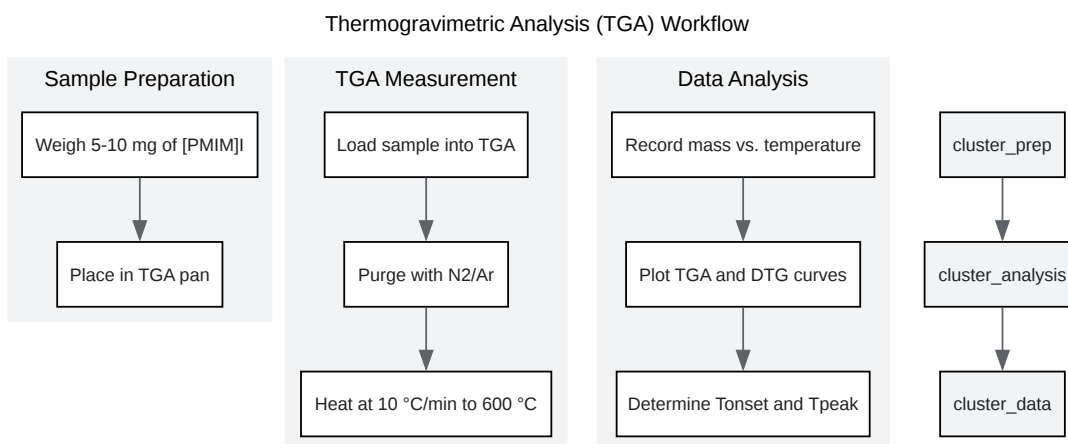 Thermogravimetric Analysis (TGA) Workflow
Sample Preparation
Weigh 5-10 mg of [PMIM]I
Place in TGA pan
TGA Measurement
Load sample into TGA
Purge with N2/Ar
Heat at 10 °C/min to 600 °C
Data Analysis
Record mass vs. temperature
Plot TGA and DTG curves
Determine Tonset and Tpeak
cluster_prep
cluster_analysis
cluster_data